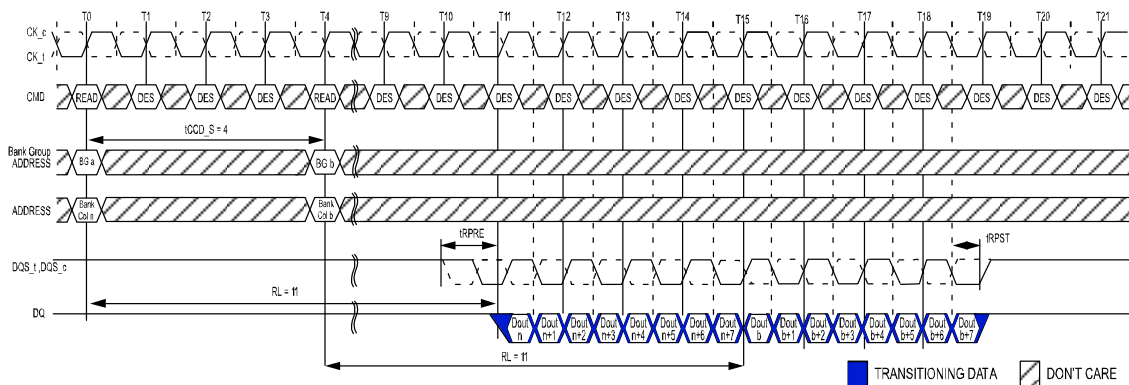 T0 T1 T2 T3 T4 T9 T10 T11 T12 T13 T14 T15 T16 T17 T18 T19 T20 T21
CK_c
CK_t
CMD READ DES DES DES READ DES DES DES DES DES DES DES DES DES DES DES DES DES
tCCD_S = 4
Bank Group
ADDRESS
BG a
BG b
ADDRESS
Bank
Col n
Bank
Col b
tRPRE
tRPST
DQS_t ,DQS_c
RL = 11
DQ
Dout Dout Dout Dout Dout Dout Dout Dout Dout Dout Dout Dout Dout Dout Dout Dout
n n+1 n+2 n+3 n+4 n+5 n+6 n+7 b b+1 b+2 b+3 b+4 b+5 b+6 b+7
RL = 11
TRANSITIONING DATA
DON'T CARE